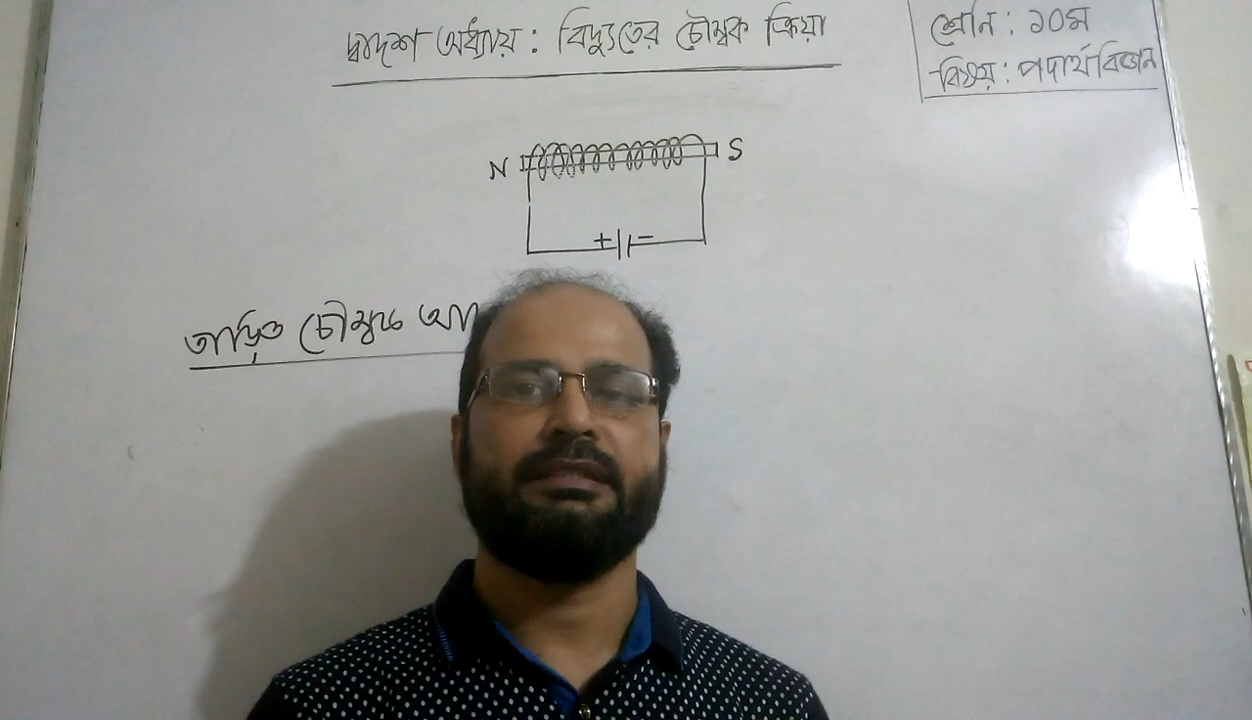 দ্বাদশ অধ্যায় : বিদ্যুতের চৌম্বক ক্রিয়া
শ্রেনি : ১০ম
বিষয় : পদার্থবিজ্ঞান
N S
+ −
তাড়িত চৌম্বক